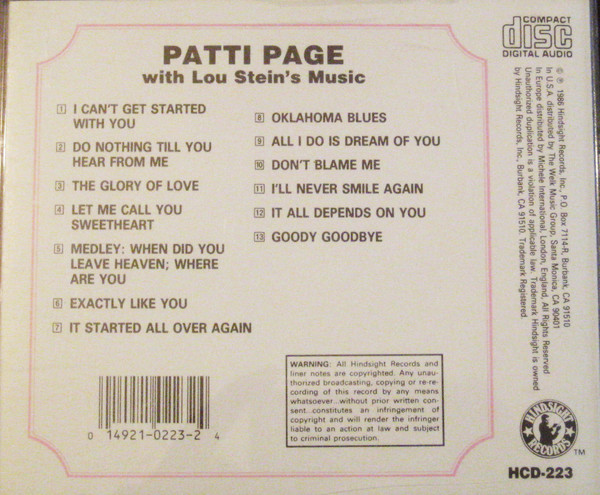 PATTI PAGE
with Lou Stein's Music
1 I CAN'T GET STARTED
WITH YOU
2 DO NOTHING TILL YOU
HEAR FROM ME
3 THE GLORY OF LOVE
4 LET ME CALL YOU
SWEETHEART
5 MEDLEY: WHEN DID YOU
LEAVE HEAVEN; WHERE
ARE YOU
6 EXACTLY LIKE YOU
7 IT STARTED ALL OVER AGAIN
8 OKLAHOMA BLUES
9 ALL I DO IS DREAM OF YOU
10 DON'T BLAME ME
11 I'LL NEVER SMILE AGAIN
12 IT ALL DEPENDS ON YOU
13 GOODY GOODBYE
WARNING: All Hindsight Records and
liner notes are copyrighted. Any unau-
thorized broadcasting, copying or re-re-
cording of this record by any means
whatsoever...without prior written con-
sent...constitutes an infringement of
copyright and will render the infringer
liable to an action at law and subject
to criminal prosecution.
0 14921-0223-2 4
COMPACT
disc
DIGITAL AUDIO
© ℗ 1986 Hindsight Records, Inc., P.O. Box 7114-R, Burbank, CA 91510
In U.S.A. distributed by The Welk Music Group, Santa Monica, CA 90401
In Europe distributed by Michele International, London, England. All Rights Reserved
Unauthorized duplication is a violation of applicable law. Trademark Hindsight is owned
by Hindsight Records, Inc., Burbank, CA 91510. Trademark Registered.
HINDSIGHT
RECORDS
TM
HCD-223